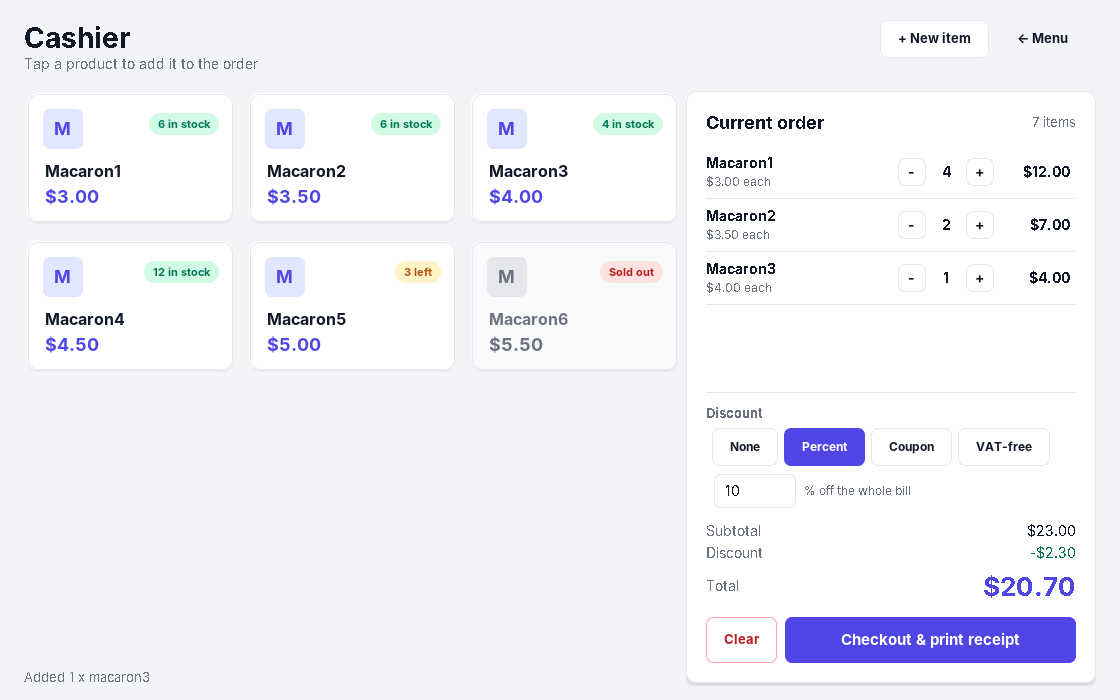 Cashier
Tap a product to add it to the order
+ New item
← Menu
M
6 in stock
Macaron1
$3.00
M
6 in stock
Macaron2
$3.50
M
4 in stock
Macaron3
$4.00
M
12 in stock
Macaron4
$4.50
M
3 left
Macaron5
$5.00
M
Sold out
Macaron6
$5.50
Current order
7 items
Macaron1
$3.00 each
- 4 + $12.00
Macaron2
$3.50 each
- 2 + $7.00
Macaron3
$4.00 each
- 1 + $4.00
Discount
None Percent Coupon VAT-free
10 % off the whole bill
Subtotal $23.00
Discount -$2.30
Total $20.70
Clear Checkout & print receipt
Added 1 x macaron3